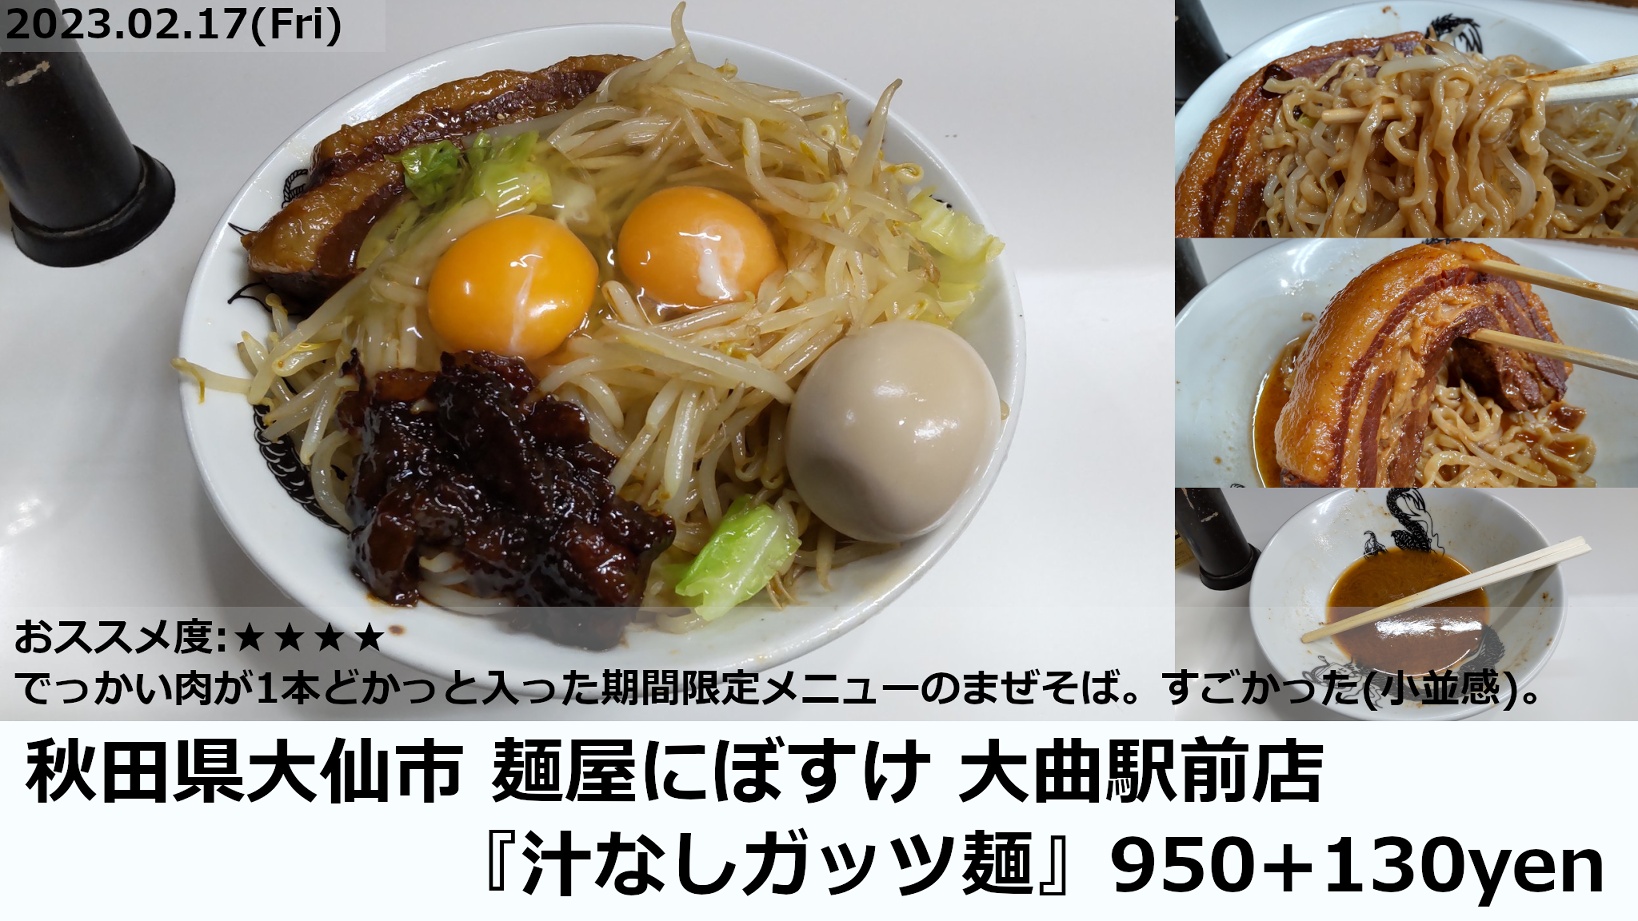 2023.02.17(Fri)
おススメ度:★★★★
でっかい肉が1本どかっと入った期間限定メニューのまぜそば。すごかった(小並感)。
秋田県大仙市 麺屋にぼすけ 大曲駅前店
『汁なしガッツ麺』950+130yen